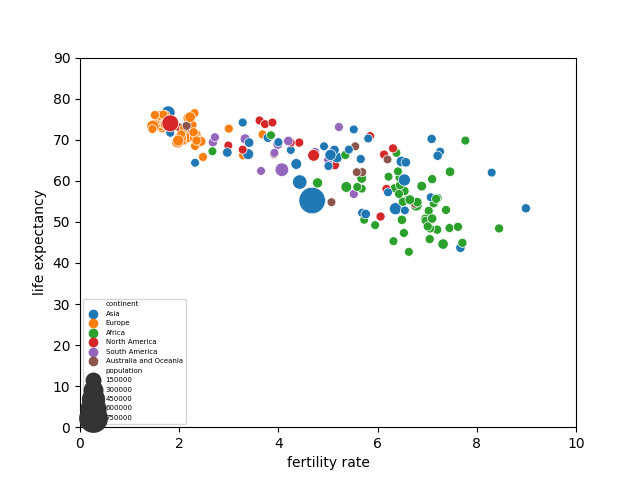 90
80
70
60
50
40
30
20
10
0
life expectancy
continent
Asia
Europe
Africa
North America
South America
Australia and Oceania
population
150000
300000
450000
600000
750000
0 2 4 6 8 10
fertility rate